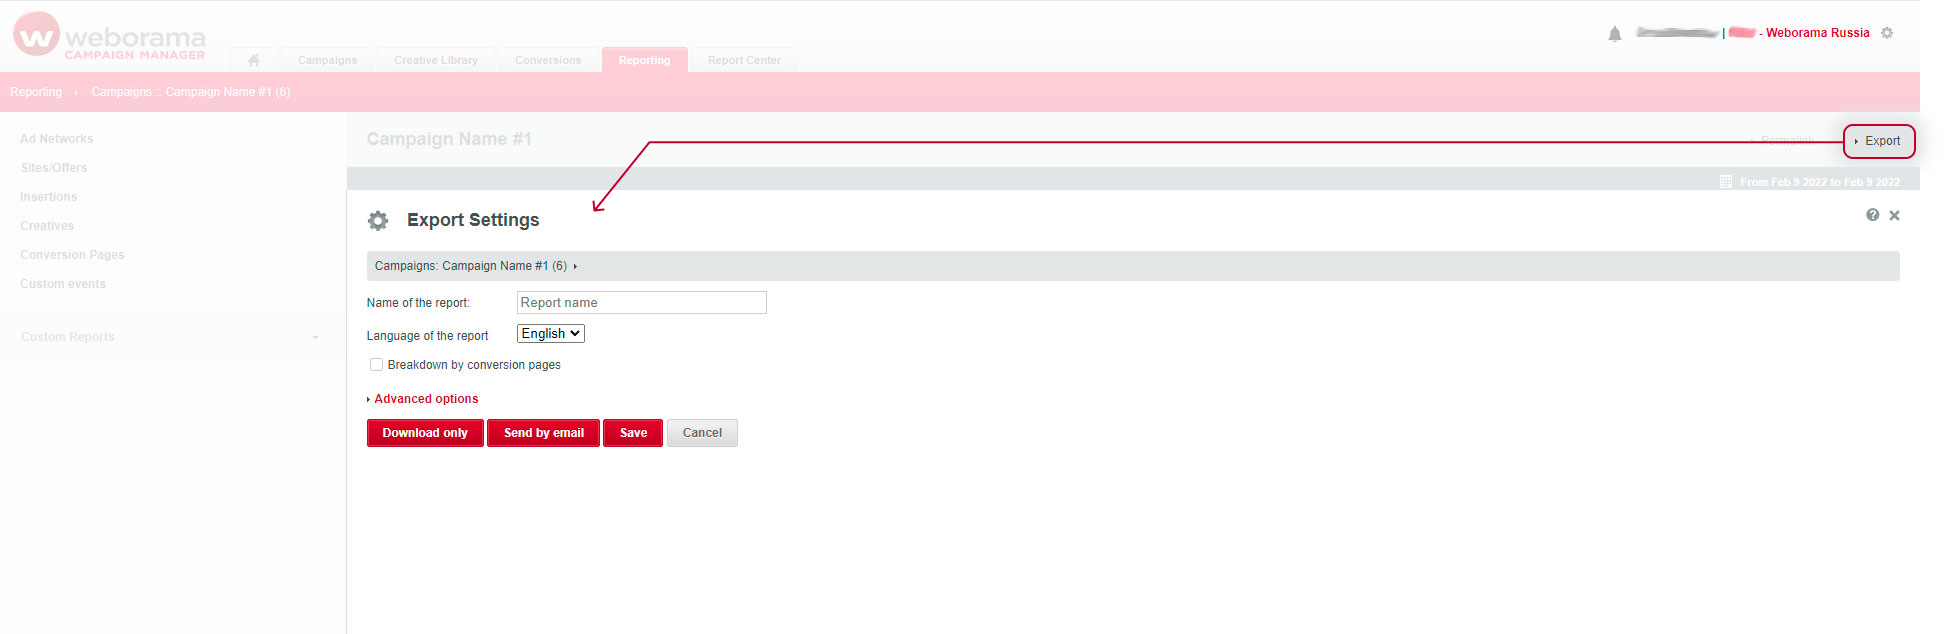 weborama
CAMPAIGN MANAGER
Campaigns
Creative Library
Conversions
Reporting
Report Center
| - Weborama Russia
Reporting › Campaigns :: Campaign Name #1 (6)
Ad Networks
Sites/Offers
Insertions
Creatives
Conversion Pages
Custom events
Custom Reports
Campaign Name #1
Permalink
Export
From Feb 9 2022 to Feb 9 2022
Export Settings
Campaigns: Campaign Name #1 (6)
Name of the report: Report name
Language of the report English
Breakdown by conversion pages
Advanced options
Download only Send by email Save Cancel